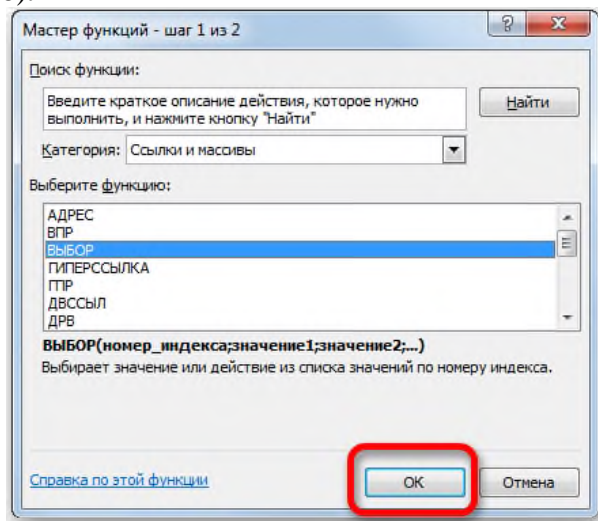 Мастер функций - шаг 1 из 2
Поиск функции:
Введите краткое описание действия, которое нужно
выполнить, и нажмите кнопку "Найти"
Найти
Категория: Ссылки и массивы
Выберите функцию:
АДРЕС
ВПР
ВЫБОР
ГИПЕРССЫЛКА
ГПР
ДВССЫЛ
ДРВ
ВЫБОР(номер_индекса;значение1;значение2;...)
Выбирает значение или действие из списка значений по номеру индекса.
Справка по этой функции
ОК
Отмена